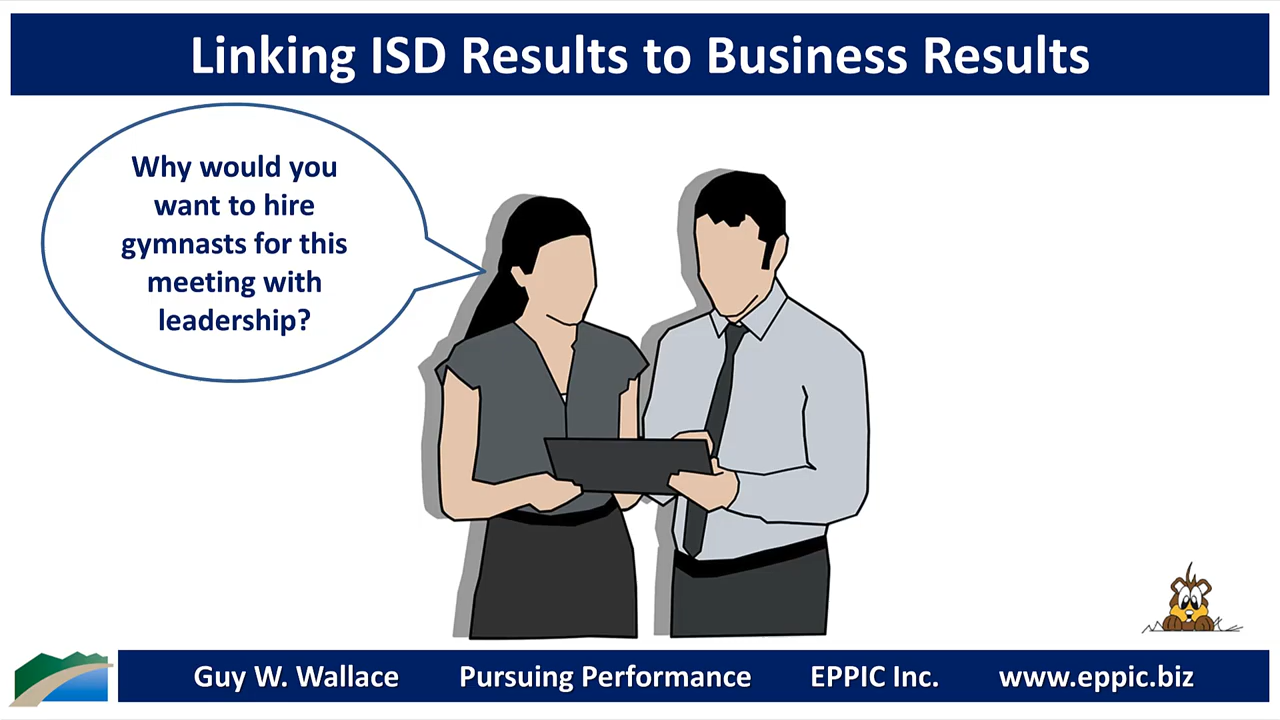 Linking ISD Results to Business Results
Why would you
want to hire
gymnasts for this
meeting with
leadership?
Guy W. Wallace Pursuing Performance EPPIC Inc. www.eppic.biz